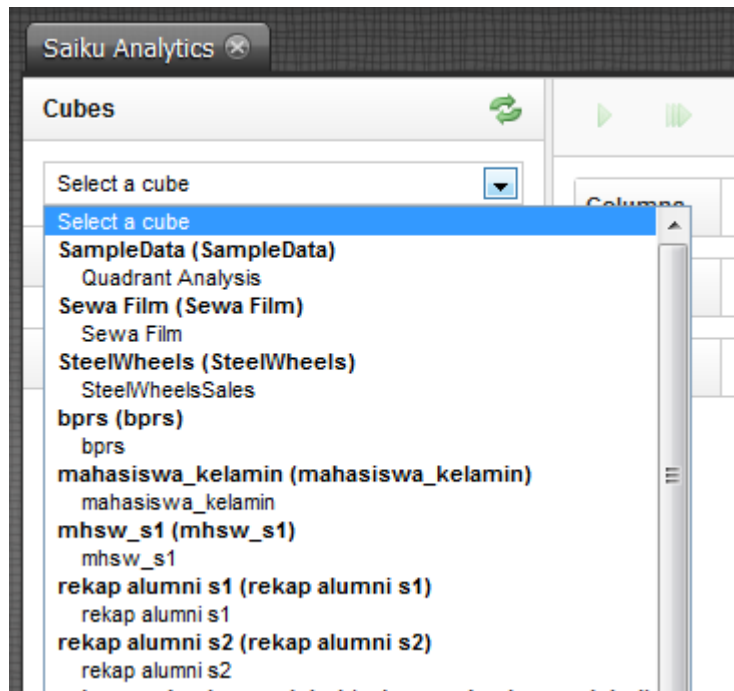 Saiku Analytics
Cubes
Select a cube
Columns
Select a cube
SampleData (SampleData)
Quadrant Analysis
Sewa Film (Sewa Film)
Sewa Film
SteelWheels (SteelWheels)
SteelWheelsSales
bprs (bprs)
bprs
mahasiswa_kelamin (mahasiswa_kelamin)
mahasiswa_kelamin
mhsw_s1 (mhsw_s1)
mhsw_s1
rekap alumni s1 (rekap alumni s1)
rekap alumni s1
rekap alumni s2 (rekap alumni s2)
rekap alumni s2